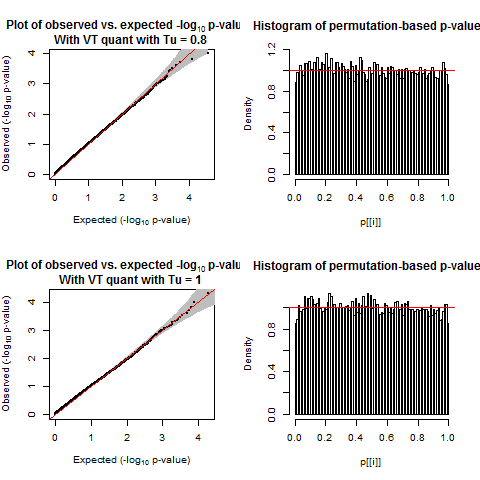 Plot of observed vs. expected -log10 p-value
With VT quant with Tu = 0.8
Observed (-log10 p-value)
4
3
2
1
0
0 1 2 3 4
Expected (-log10 p-value)
Histogram of permutation-based p-value
Density
1.2
0.8
0.4
0.0
0.0 0.2 0.4 0.6 0.8 1.0
p[[i]]
Plot of observed vs. expected -log10 p-value
With VT quant with Tu = 1
Observed (-log10 p-value)
4
3
2
1
0
0 1 2 3 4
Expected (-log10 p-value)
Histogram of permutation-based p-value
Density
0.8
0.4
0.0
0.0 0.2 0.4 0.6 0.8 1.0
p[[i]]